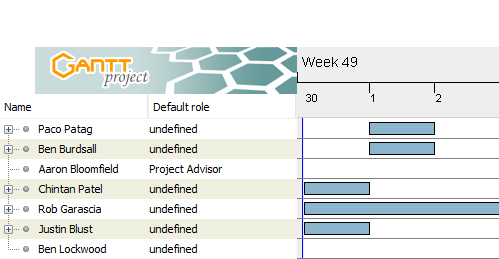 GANTT
project
Week 49
30 1 2
Name Default role
Paco Patag undefined
Ben Burdsall undefined
Aaron Bloomfield Project Advisor
Chintan Patel undefined
Rob Garascia undefined
Justin Blust undefined
Ben Lockwood undefined